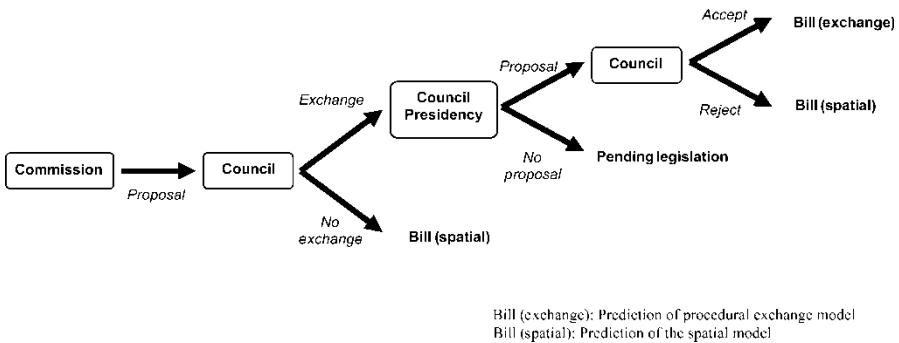 Accept
Bill (exchange)
Proposal
Council
Exchange
Council
Presidency
Reject
Bill (spatial)
Commission
Proposal
Council
No
proposal
Pending legislation
No
exchange
Bill (spatial)
Bill (exchange): Prediction of procedural exchange model
Bill (spatial): Prediction of the spatial model